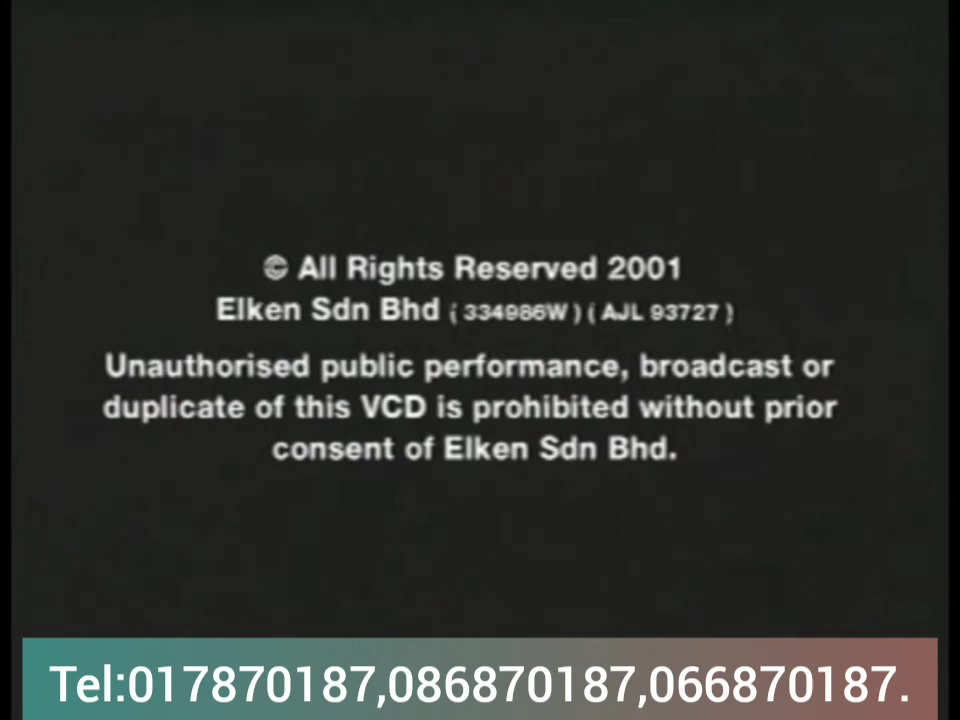 © All Rights Reserved 2001
Elken Sdn Bhd ( 334986W ) ( AJL 93727 )
Unauthorised public performance, broadcast or
duplicate of this VCD is prohibited without prior
consent of Elken Sdn Bhd.
Tel:017870187,086870187,066870187.